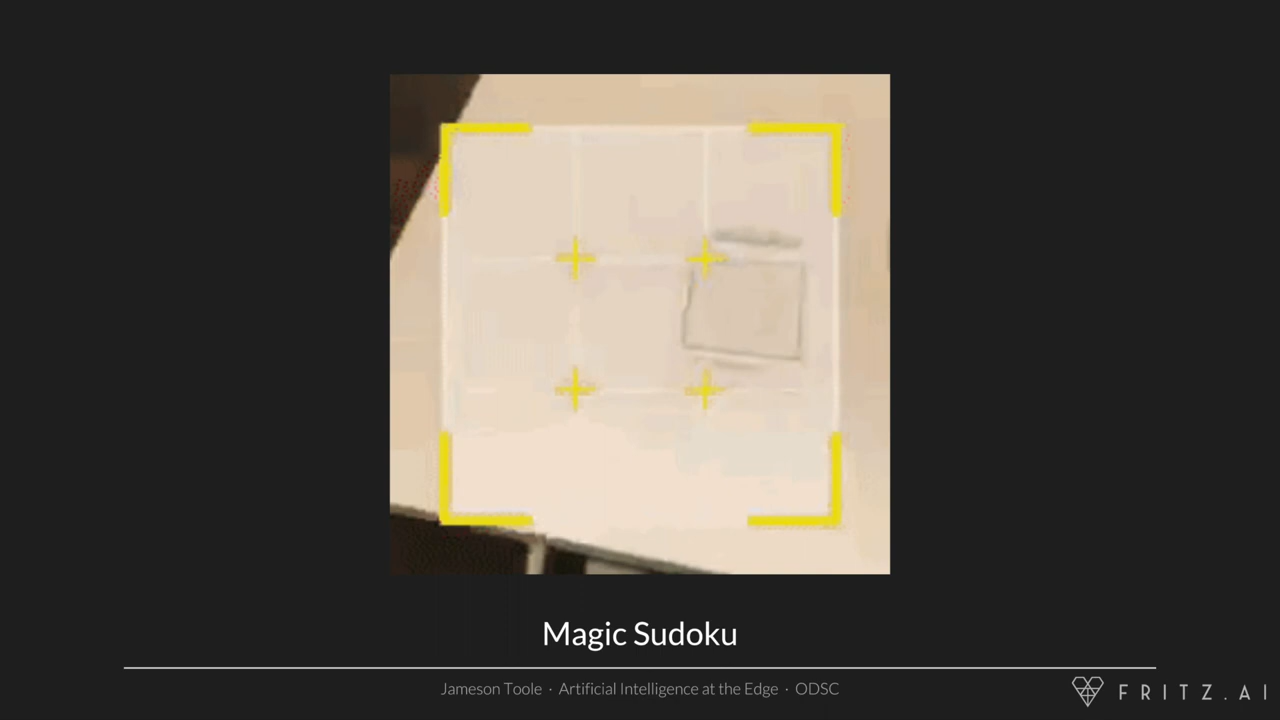 Magic Sudoku
Jameson Toole · Artificial Intelligence at the Edge · ODSC
FRITZ.AI